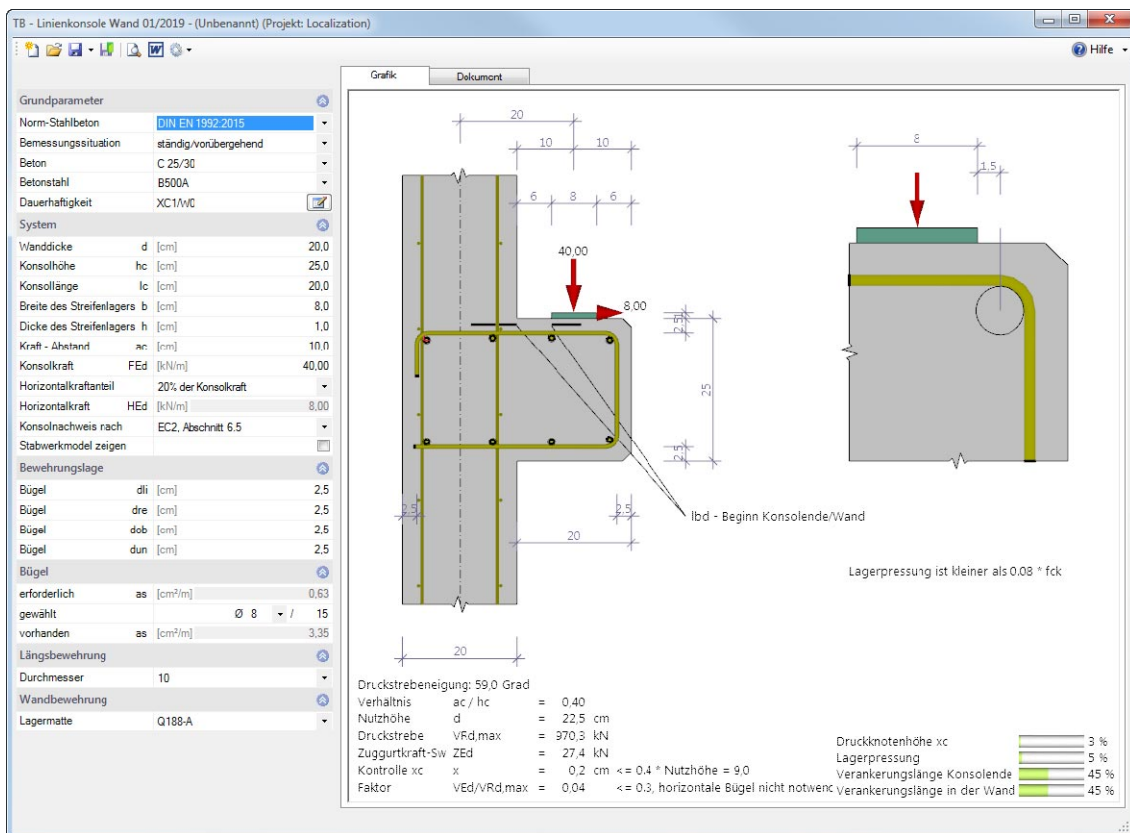 TB - Linienkonsole Wand 01/2019 - (Unbenannt) (Projekt: Localization)
Hilfe
Grundparameter
Norm-Stahlbeton DIN EN 1992:2015
Bemessungssituation ständig/vorübergehend
Beton C 25/30
Betonstahl B500A
Dauerhaftigkeit XC1/W0
System
Wanddicke d [cm] 20,0
Konsolhöhe hc [cm] 25,0
Konsollänge lc [cm] 20,0
Breite des Streifenlagers b [cm] 8,0
Dicke des Streifenlagers h [cm] 1,0
Kraft - Abstand ac [cm] 10,0
Konsolkraft FEd [kN/m] 40,00
Horizontalkraftanteil 20% der Konsolkraft
Horizontalkraft HEd [kN/m] 8,00
Konsolnachweis nach EC2, Abschnitt 6.5
Stabwerkmodel zeigen
Bewehrungslage
Bügel dli [cm] 2,5
Bügel dre [cm] 2,5
Bügel dob [cm] 2,5
Bügel dun [cm] 2,5
Bügel
erforderlich as [cm²/m] 0,63
gewählt Ø 8 / 15
vorhanden as [cm²/m] 3,35
Längsbewehrung
Durchmesser 10
Wandbewehrung
Lagermatte Q188-A
Grafik Dokument
20
10 10
6 8 6
40,00
8,00
2,5 1
25
2,5
2,5 2,5
20
20
lbd - Beginn Konsolende/Wand
8
1,5
Lagerpressung ist kleiner als 0.08 * fck
Druckstrebeneigung: 59,0 Grad
Verhältnis ac / hc = 0,40
Nutzhöhe d = 22,5 cm
Druckstrebe VRd,max = 970,3 kN
Zuggurtkraft-Sw ZEd = 27,4 kN
Kontrolle xc x = 0,2 cm <= 0.4 * Nutzhöhe = 9,0
Faktor VEd/VRd,max = 0,04 <= 0.3, horizontale Bügel nicht notwenc
Druckknotenhöhe xc 3 %
Lagerpressung 5 %
Verankerungslänge Konsolende 45 %
Verankerungslänge in der Wand 45 %